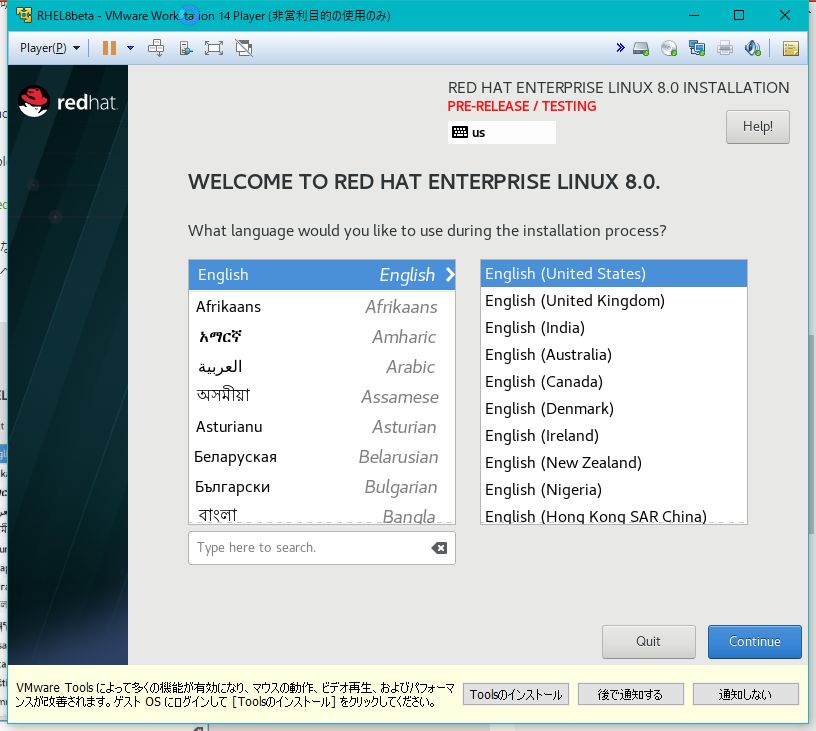 RHEL8beta - VMware Workstation 14 Player (非営利目的の使用のみ)
Player(P)
redhat.
RED HAT ENTERPRISE LINUX 8.0 INSTALLATION
PRE-RELEASE / TESTING
us
Help!
WELCOME TO RED HAT ENTERPRISE LINUX 8.0.
What language would you like to use during the installation process?
English English
Afrikaans Afrikaans
አማርኛ Amharic
العربية Arabic
অসমীয়া Assamese
Asturianu Asturian
Беларуская Belarusian
Български Bulgarian
বাংলা Bangla
Type here to search.
English (United States)
English (United Kingdom)
English (India)
English (Australia)
English (Canada)
English (Denmark)
English (Ireland)
English (New Zealand)
English (Nigeria)
English (Hong Kong SAR China)
Quit
Continue
VMware Tools によって多くの機能が有効になり、マウスの動作、ビデオ再生、およびパフォーマ
ンスが改善されます。ゲスト OS にログインして [Toolsのインストール] をクリックしてください。
Toolsのインストール
後で通知する
通知しない